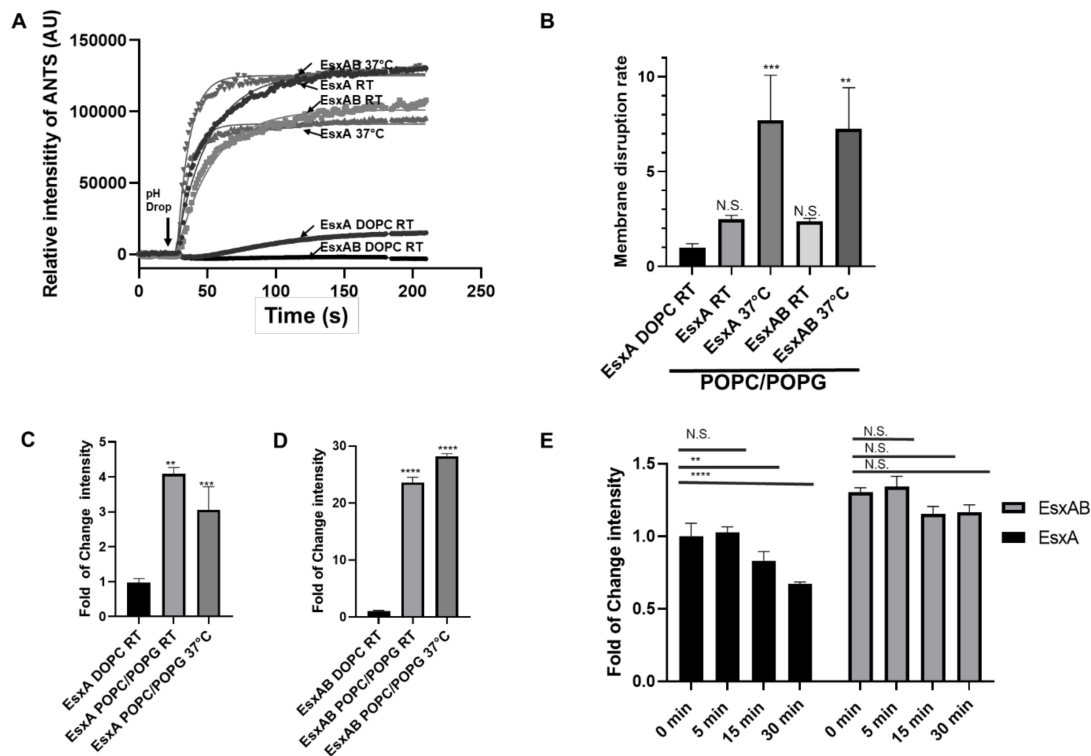 A
Relative intensitity of ANTS (AU)
150000
100000
50000
0
pH
Drop
EsxAB 37°C
EsxA RT
EsxAB RT
EsxA 37°C
EsxA DOPC RT
EsxAB DOPC RT
0
50
100
150
200
250
Time (s)
B
Membrane disruption rate
10
5
0
N.S.
***
N.S.
**
EsxA DOPC RT
EsxA RT
EsxA 37°C
EsxAB RT
EsxAB 37°C
POPC/POPG
C
Fold of Change intensity
5
4
3
2
1
0
**
***
EsxA DOPC RT
EsxA POPC/POPG RT
EsxA POPC/POPG 37°C
D
Fold of Change intensity
30
20
10
0
****
****
EsxAB DOPC RT
EsxAB POPC/POPG RT
EsxAB POPC/POPG 37°C
E
Fold of Change intensity
1.5
1.0
0.5
0.0
N.S.
**
****
N.S.
N.S.
N.S.
0 min
5 min
15 min
30 min
0 min
5 min
15 min
30 min
EsxAB
EsxA